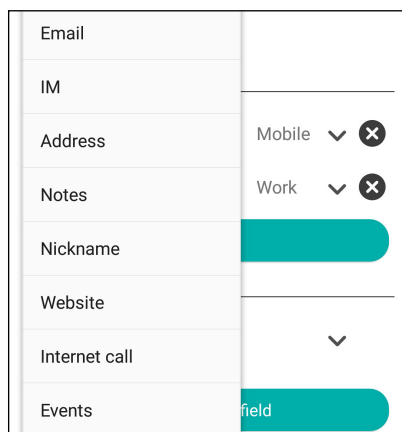 Email
IM
Address
Mobile
Notes
Work
Nickname
Website
Internet call
Events
field